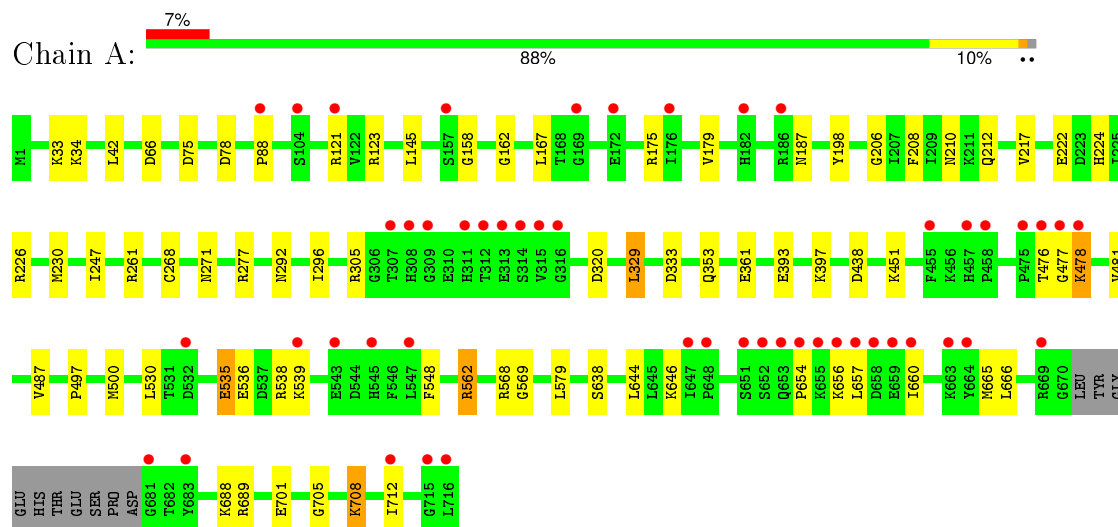 7%
Chain A:
88%
10%
M1 K33 K34 L42 D66 D75 D78 P88 S104 R121 V122 R123 L145 S157 G158 G162 L167 T168 G169 E172 R175 I176 V179 H182 R186 N187 Y198 G206 I207 F208 I209 N210 K211 Q212 V217 E222 D223 H224
R226 M230 I247 R261 C268 N271 R277 N292 I296 R305 G306 T307 H308 G309 E310 H311 T312 E313 S314 V315 G316 D320 L329 D333 Q353 E361 E393 K397 D438 K451 F455 K456 H457 P458 P475 T476 G477 K478
V487 P497 M500 L530 T531 D532 E535 E536 D537 R538 K539 E543 D544 H545 F546 L547 F548 R562 R568 G569 L579 S638 L644 L645 K646 I647 P648 S651 S652 Q653 P654 K655 K656 L657 D658 E659 I660 K663 Y664 M665 L666 R669 G670 LEU TYR GLY
GLU HIS THR GLU SER PRO ASP G681 T682 Y683 K688 R689 E701 G705 K708 I712 G715 L716